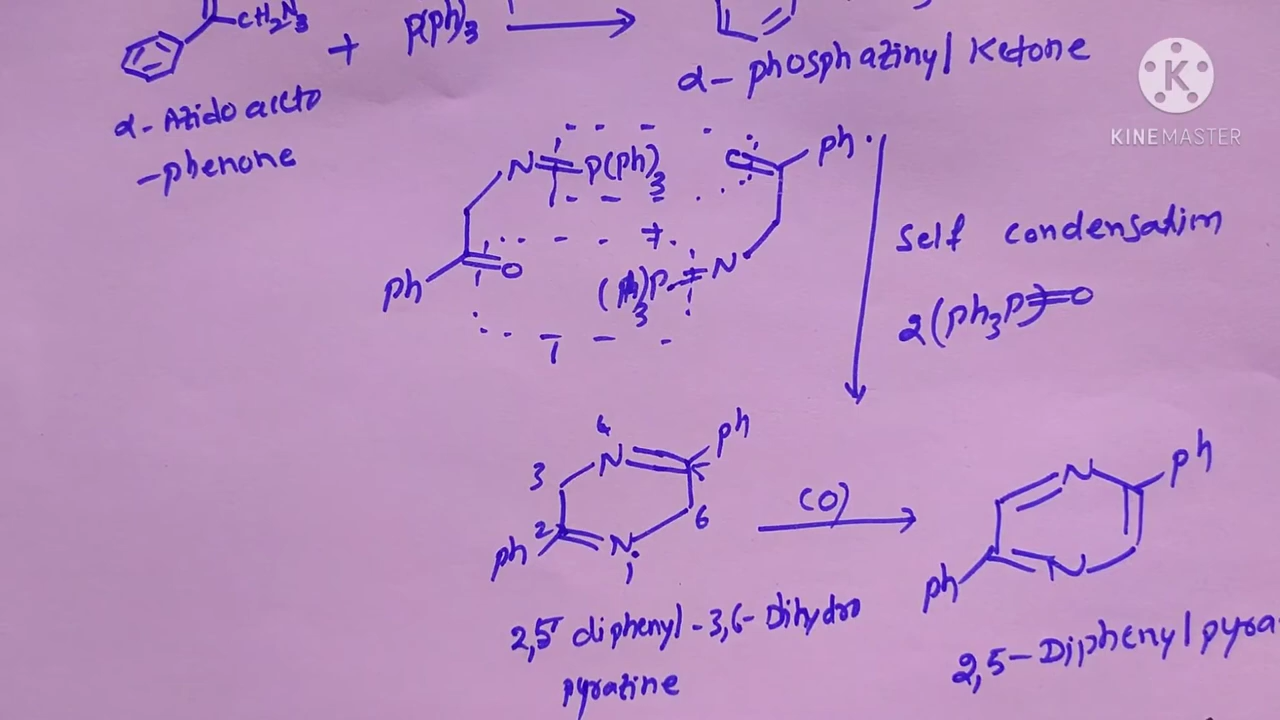 CH2N3
+ P(Ph)3
α- Azido aceto
-phenone
α- phosphazinyl Ketone
K
KINEMASTER
N=P(Ph)3
O
Ph
+
Ph
O
(Ph)3P=N
Self condensation
2(Ph3P)=O
4
N
Ph
3
2
6
Ph
N
1
(O)
N
Ph
Ph
N
2,5 diphenyl-3,6-Dihydro
pyrazine
2,5-Diphenyl pyra